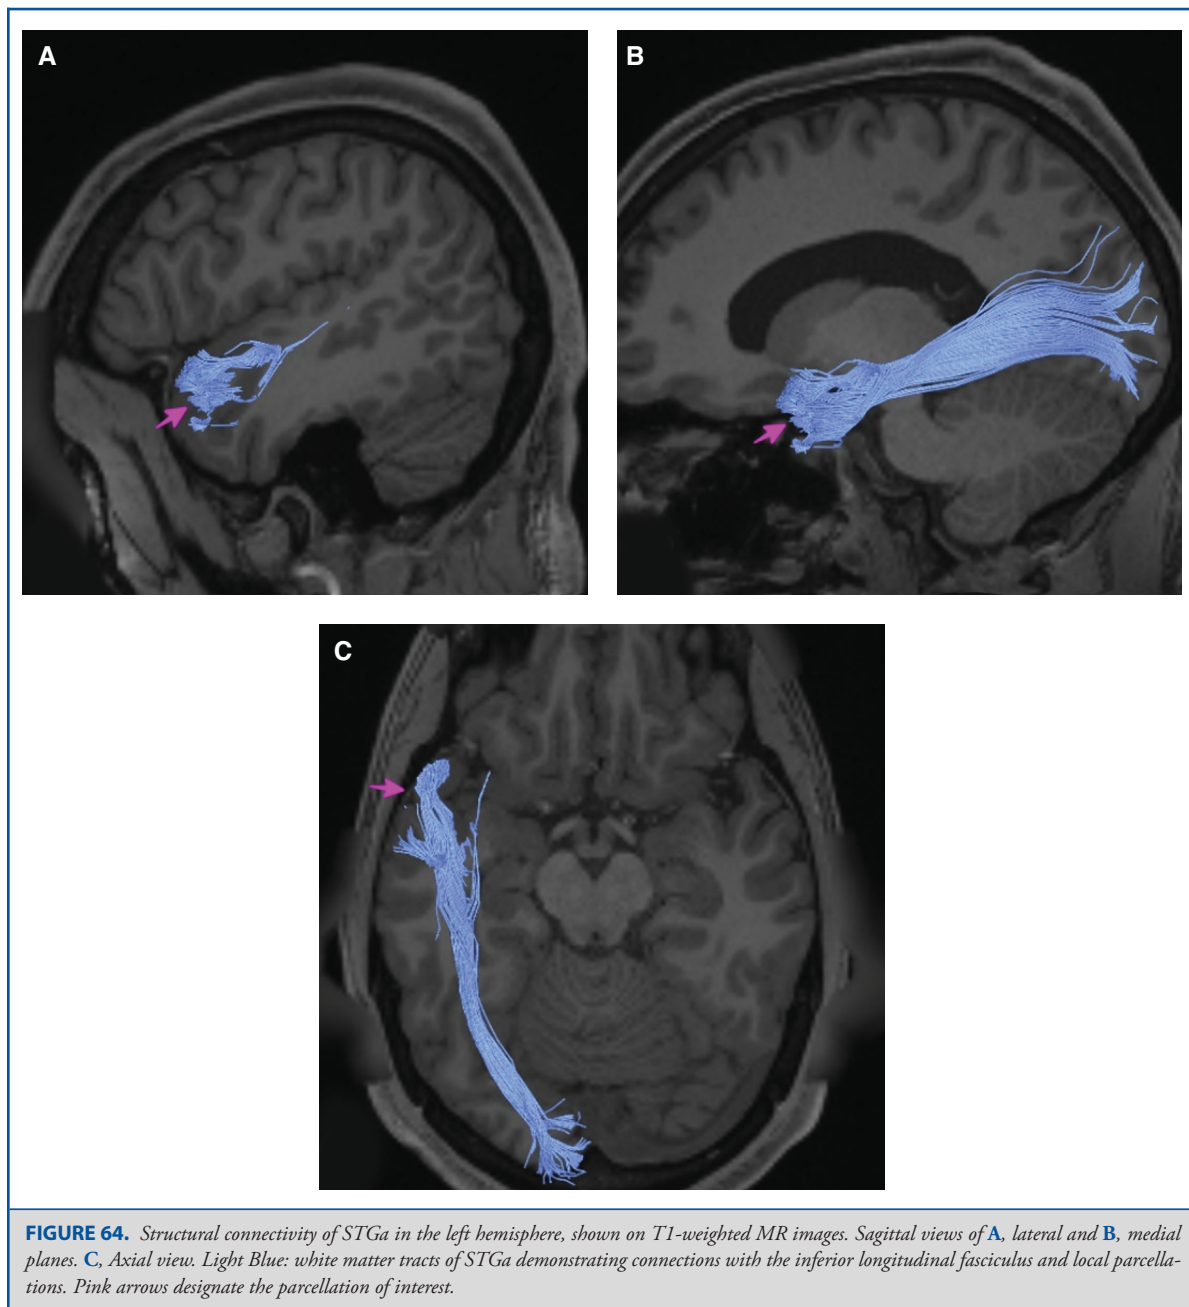 A
B
C
FIGURE 64. Structural connectivity of STGa in the left hemisphere, shown on T1-weighted MR images. Sagittal views of A, lateral and B, medial
planes. C, Axial view. Light Blue: white matter tracts of STGa demonstrating connections with the inferior longitudinal fasciculus and local parcella-
tions. Pink arrows designate the parcellation of interest.